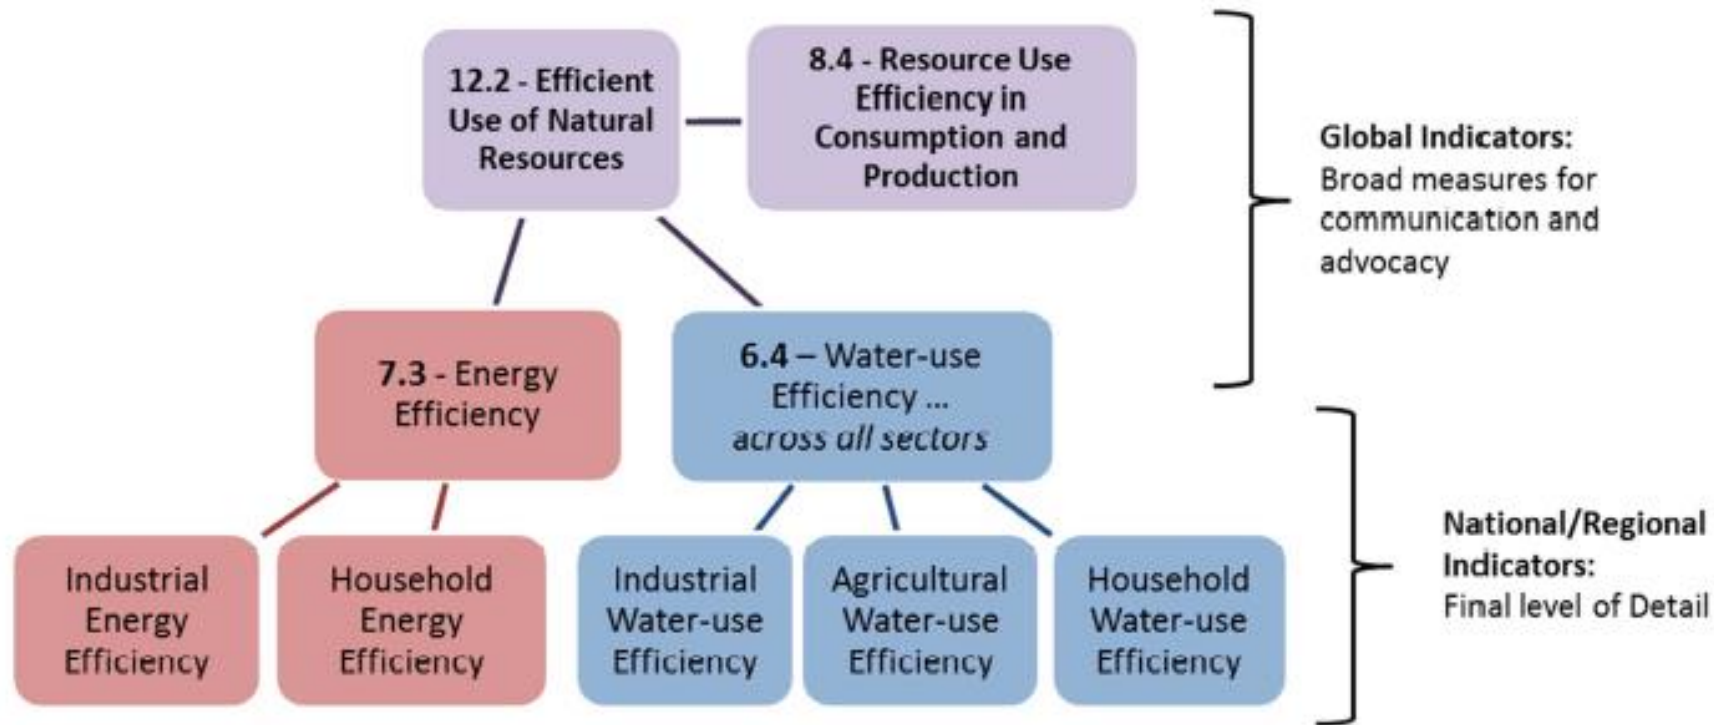 12.2 - Efficient
Use of Natural
Resources
8.4 - Resource Use
Efficiency in
Consumption and
Production
Global Indicators:
Broad measures for
communication and
advocacy
7.3 - Energy
Efficiency
6.4 – Water-use
Efficiency ...
across all sectors
National/Regional
Indicators:
Final level of Detail
Industrial
Energy
Efficiency
Household
Energy
Efficiency
Industrial
Water-use
Efficiency
Agricultural
Water-use
Efficiency
Household
Water-use
Efficiency